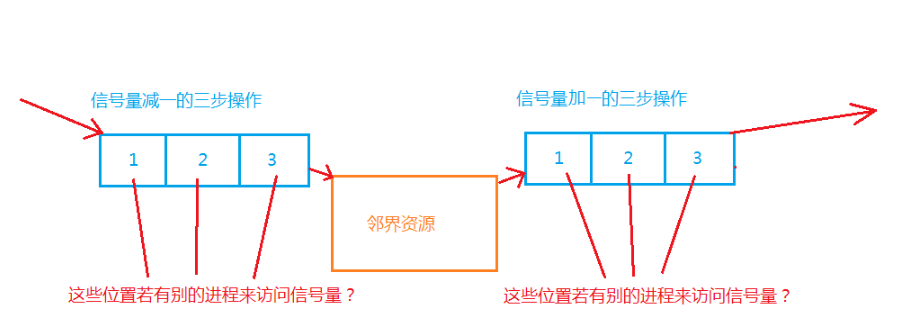 信号量减一的三步操作
信号量加一的三步操作
1 2 3
1 2 3
邻界资源
这些位置若有别的进程来访问信号量？
这些位置若有别的进程来访问信号量？